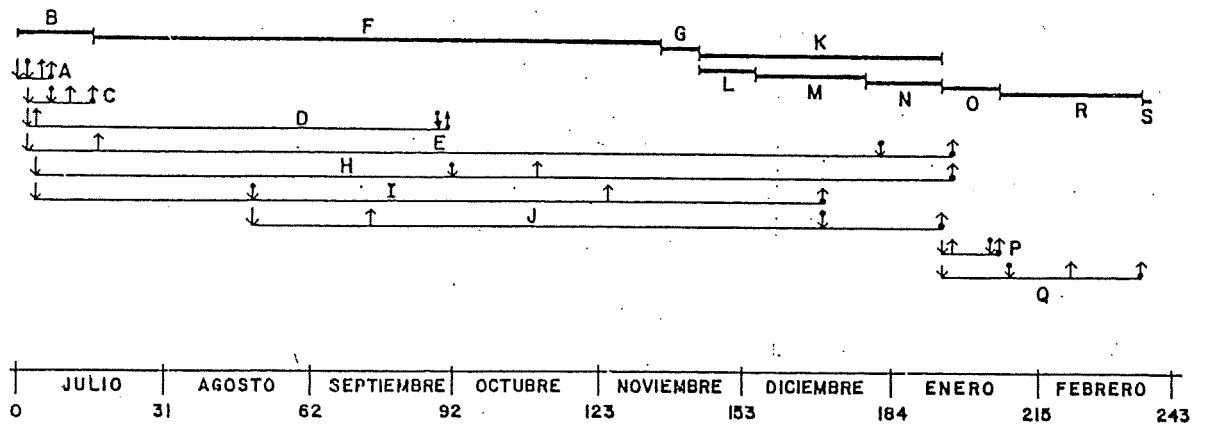 B
F
G
K
A
L
M
N
O
R
S
C
D
E
H
I
J
P
Q
JULIO AGOSTO SEPTIEMBRE OCTUBRE NOVIEMBRE DICIEMBRE ENERO FEBRERO
0 31 62 92 123 153 184 215 243